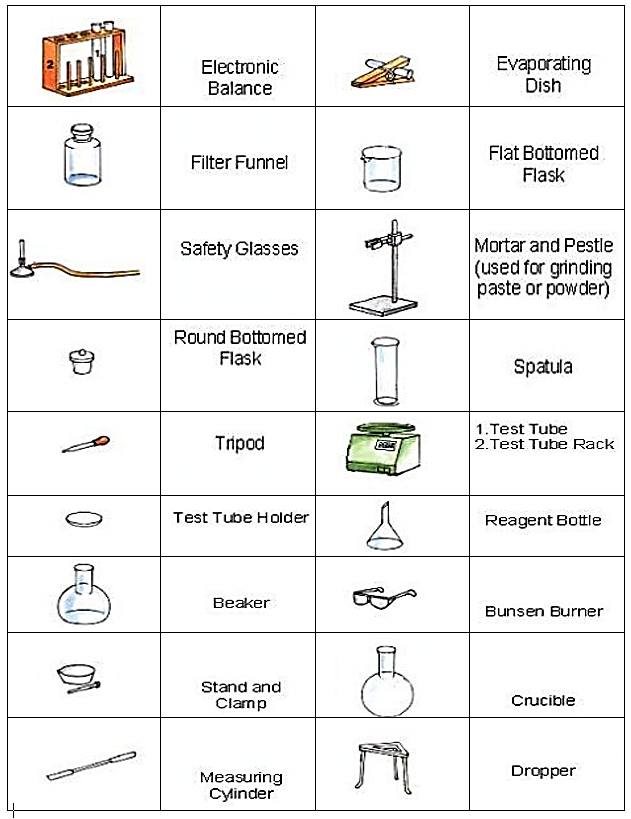 2
1
Electronic
Balance
Evaporating
Dish
Filter Funnel
Flat Bottomed
Flask
Safety Glasses
Mortar and Pestle
(used for grinding
paste or powder)
Round Bottomed
Flask
Spatula
Tripod
1.Test Tube
2.Test Tube Rack
Test Tube Holder
Reagent Bottle
Beaker
Bunsen Burner
Stand and
Clamp
Crucible
Measuring
Cylinder
Dropper